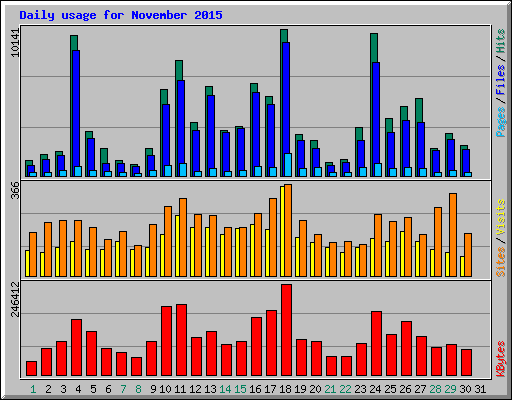 Daily usage for November 2015
10141
Pages / Files / Hits
366
Sites / Visits
246412
KBytes
1 2 3 4 5 6 7 8 9 10 11 12 13 14 15 16 17 18 19 20 21 22 23 24 25 26 27 28 29 30 31